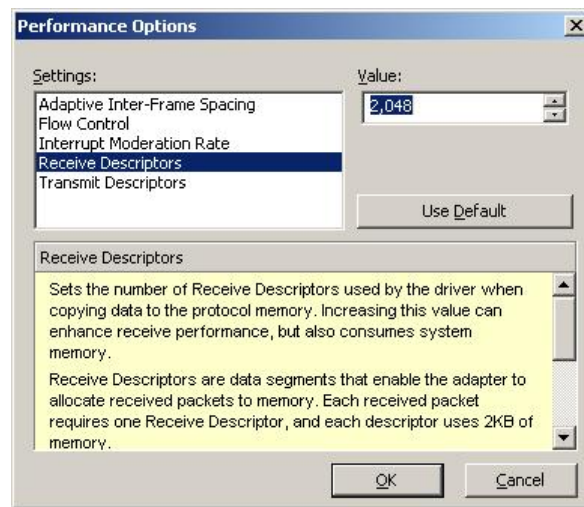 Performance Options
Settings:
Value:
Adaptive Inter-Frame Spacing
Flow Control
Interrupt Moderation Rate
Receive Descriptors
Transmit Descriptors
2,048
Use Default
Receive Descriptors
Sets the number of Receive Descriptors used by the driver when
copying data to the protocol memory. Increasing this value can
enhance receive performance, but also consumes system
memory.
Receive Descriptors are data segments that enable the adapter to
allocate received packets to memory. Each received packet
requires one Receive Descriptor, and each descriptor uses 2KB of
memory.
OK
Cancel